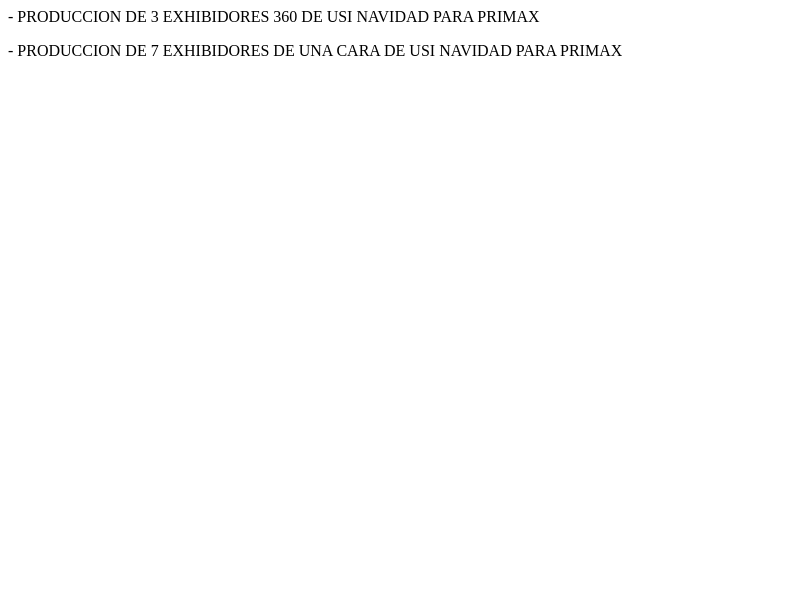 - PRODUCCION DE 3 EXHIBIDORES 360 DE USI NAVIDAD PARA PRIMAX
- PRODUCCION DE 7 EXHIBIDORES DE UNA CARA DE USI NAVIDAD PARA PRIMAX